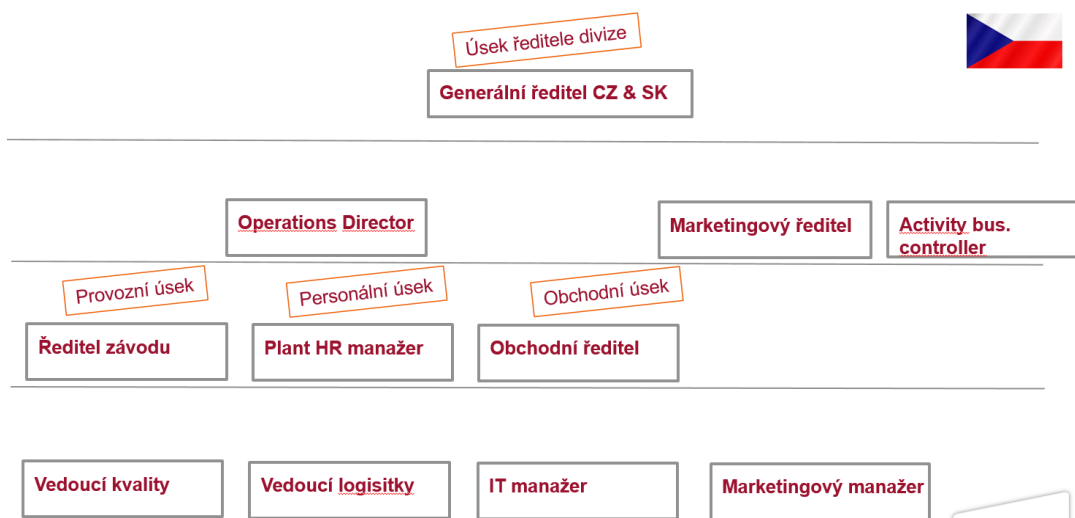 Úsek ředitele divize
Generální ředitel CZ & SK
Operations Director
Marketingový ředitel
Activity bus.
controller
Provozní úsek
Personální úsek
Obchodní úsek
Ředitel závodu
Plant HR manažer
Obchodní ředitel
Vedoucí kvality
Vedoucí logisitky
IT manažer
Marketingový manažer